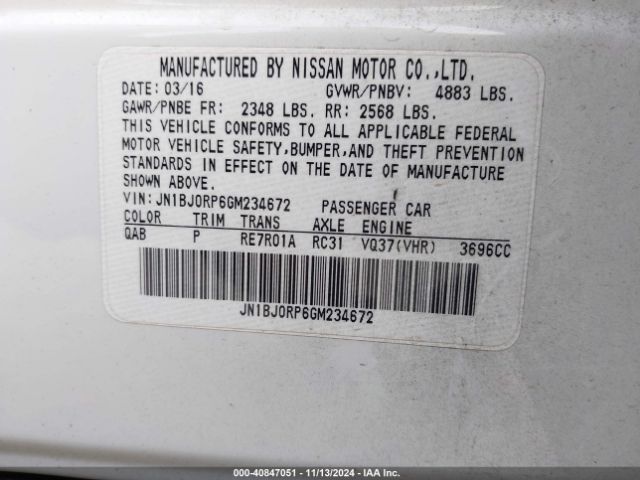 MANUFACTURED BY NISSAN MOTOR CO.,LTD.
DATE: 03/16 GVWR/PNBV: 4883 LBS.
GAWR/PNBE FR: 2348 LBS. RR: 2568 LBS.
THIS VEHICLE CONFORMS TO ALL APPLICABLE FEDERAL
MOTOR VEHICLE SAFETY,BUMPER,AND THEFT PREVENTION
STANDARDS IN EFFECT ON THE DATE OF MANUFACTURE
SHOWN ABOVE.
VIN: JN1BJ0RP6GM234672 PASSENGER CAR
COLOR TRIM TRANS AXLE ENGINE
QAB P RE7R01A RC31 VQ37(VHR) 3696CC
JN1BJ0RP6GM234672
000-40847051 - 11/13/2024 - IAAI.COM